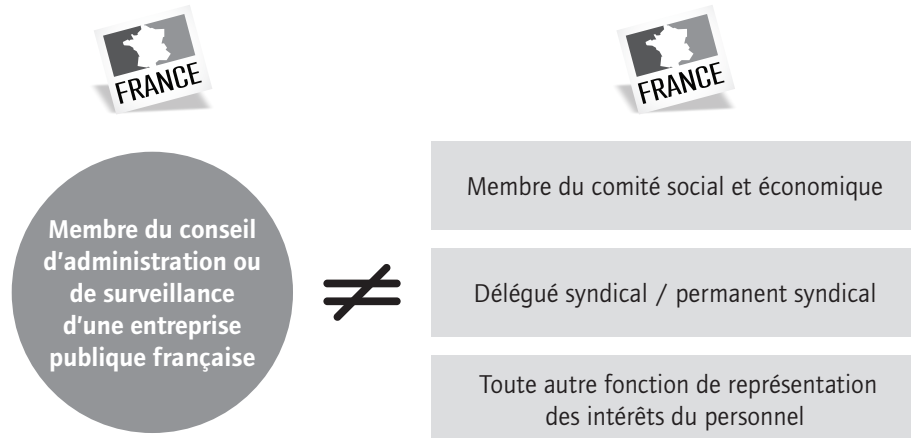 FRANCE
FRANCE
Membre du conseil
d'administration ou
de surveillance
d'une entreprise
publique française
≠
Membre du comité social et économique
Délégué syndical / permanent syndical
Toute autre fonction de représentation
des intérêts du personnel